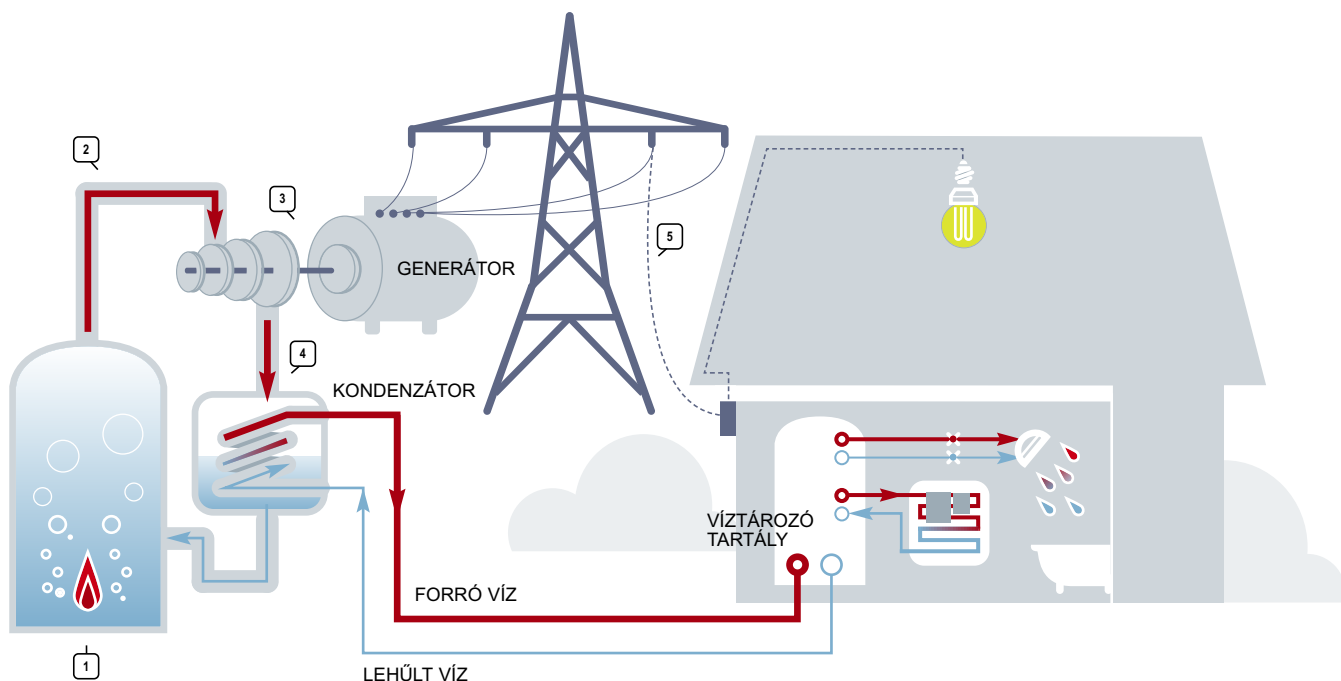 2
3
GENERÁTOR
5
4
KONDENZÁTOR
VÍZTÁROZÓ
TARTÁLY
FORRÓ VÍZ
1
LEHŰLT VÍZ